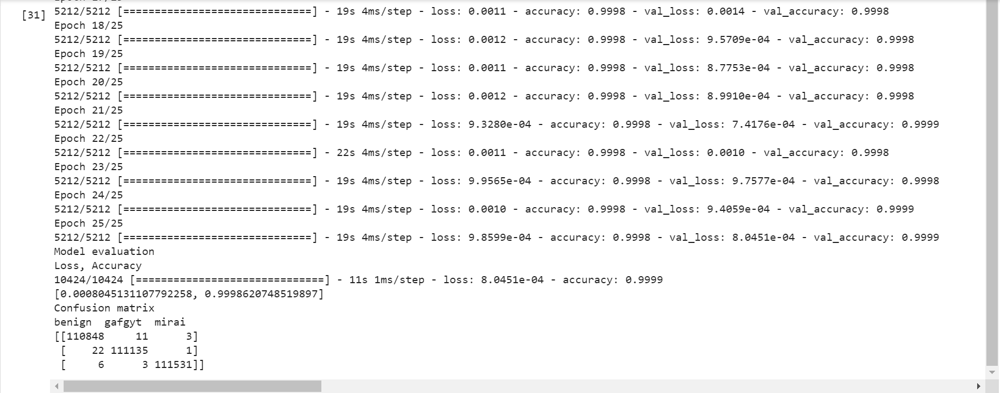 [31]
5212/5212 [==============================] - 19s 4ms/step - loss: 0.0011 - accuracy: 0.9998 - val_loss: 0.0014 - val_accuracy: 0.9998
Epoch 18/25
5212/5212 [==============================] - 19s 4ms/step - loss: 0.0012 - accuracy: 0.9998 - val_loss: 9.5709e-04 - val_accuracy: 0.9998
Epoch 19/25
5212/5212 [==============================] - 19s 4ms/step - loss: 0.0011 - accuracy: 0.9998 - val_loss: 8.7753e-04 - val_accuracy: 0.9998
Epoch 20/25
5212/5212 [==============================] - 19s 4ms/step - loss: 0.0012 - accuracy: 0.9998 - val_loss: 8.9910e-04 - val_accuracy: 0.9998
Epoch 21/25
5212/5212 [==============================] - 19s 4ms/step - loss: 9.3280e-04 - accuracy: 0.9998 - val_loss: 7.4176e-04 - val_accuracy: 0.9999
Epoch 22/25
5212/5212 [==============================] - 22s 4ms/step - loss: 0.0011 - accuracy: 0.9998 - val_loss: 0.0010 - val_accuracy: 0.9998
Epoch 23/25
5212/5212 [==============================] - 19s 4ms/step - loss: 9.9565e-04 - accuracy: 0.9998 - val_loss: 9.7577e-04 - val_accuracy: 0.9998
Epoch 24/25
5212/5212 [==============================] - 19s 4ms/step - loss: 0.0010 - accuracy: 0.9998 - val_loss: 9.4059e-04 - val_accuracy: 0.9999
Epoch 25/25
5212/5212 [==============================] - 19s 4ms/step - loss: 9.8599e-04 - accuracy: 0.9998 - val_loss: 8.0451e-04 - val_accuracy: 0.9999
Model evaluation
Loss, Accuracy
10424/10424 [==============================] - 11s 1ms/step - loss: 8.0451e-04 - accuracy: 0.9999
[0.0008045131107792258, 0.9998620748519897]
Confusion matrix
benign  gafgyt  mirai
[[110848     11      3]
 [    22 111135      1]
 [     6      3 111531]]